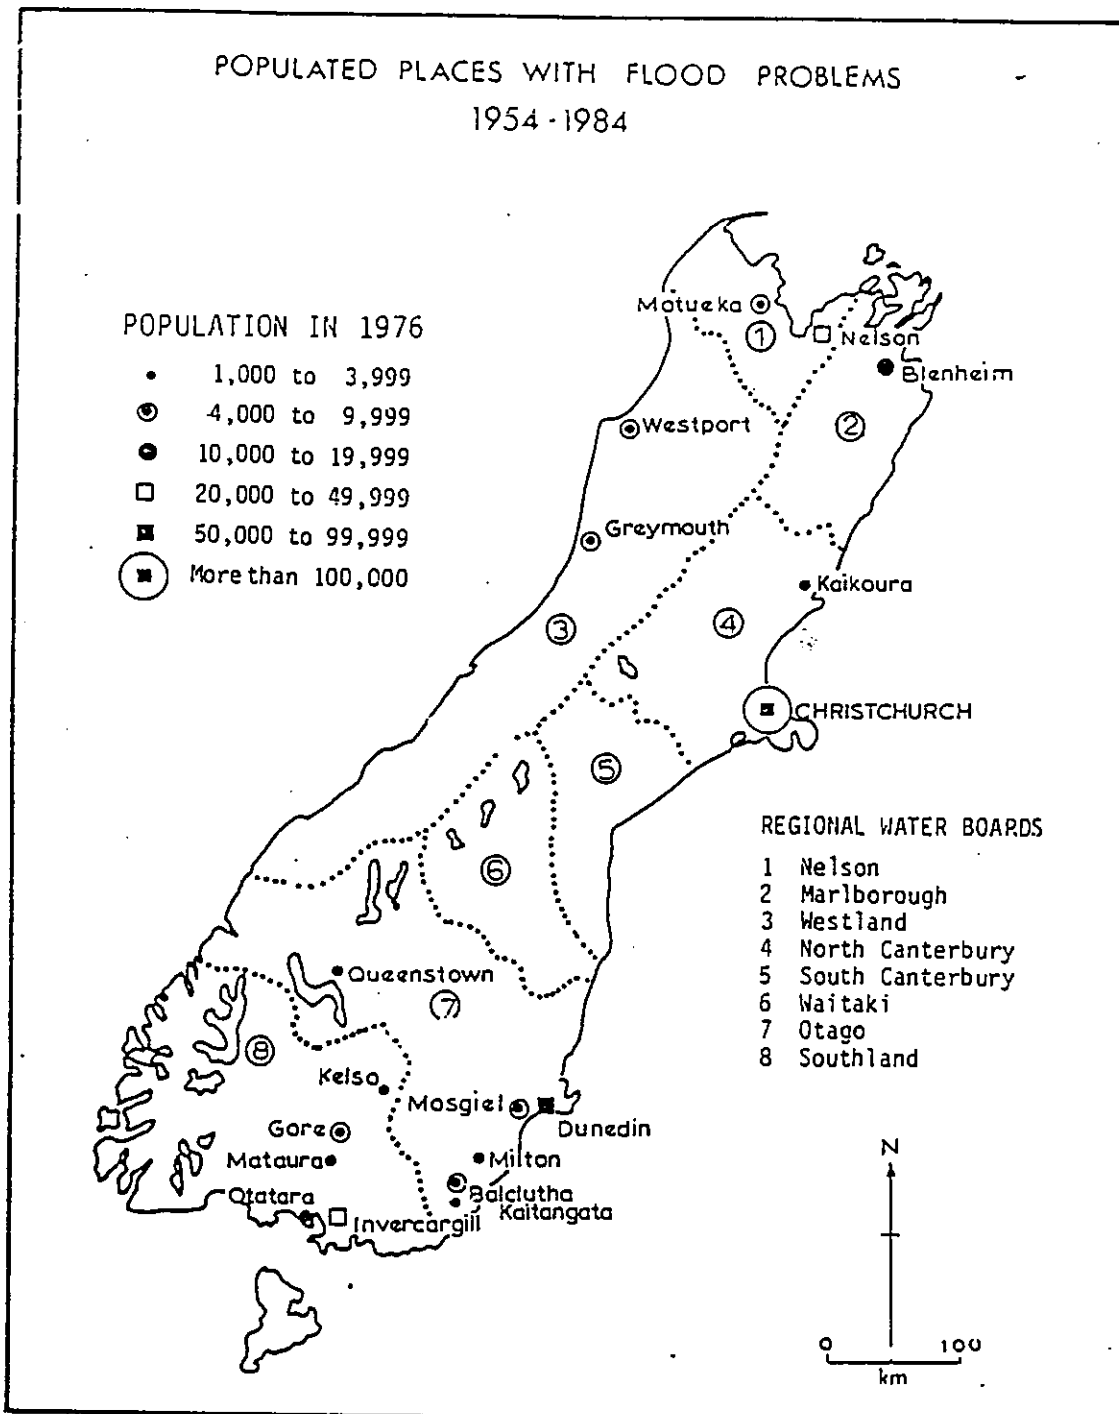 POPULATED PLACES WITH FLOOD PROBLEMS
1954-1984
POPULATION IN 1976
1,000 to 3,999
4,000 to 9,999
10,000 to 19,999
20,000 to 49,999
50,000 to 99,999
More than 100,000
Motueka
1
Nelson
Blenheim
2
Westport
Greymouth
Kaikoura
3
4
CHRISTCHURCH
5
6
REGIONAL WATER BOARDS
1 Nelson
2 Marlborough
3 Westland
4 North Canterbury
5 South Canterbury
6 Waitaki
7 Otago
8 Southland
Queenstown
7
8
Kelso
Mosgiel
Dunedin
Gore
Mataura
Milton
Otatara
Balclutha
Kaitangata
Invercargill
N
0 100
km